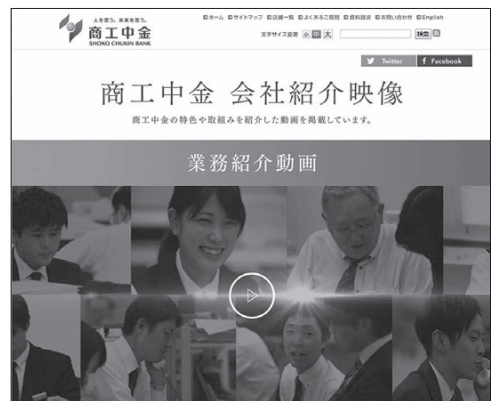 人を思う。未来を思う。
商工中金
SHOKO CHUKIN BANK
ホーム サイトマップ 店舗一覧 よくあるご質問 資料請求 お問い合わせ English
文字サイズ変更 小 中 大 検索
Twitter Facebook
商工中金 会社紹介映像
商工中金の特色や取組みを紹介した動画を掲載しています。
業務紹介動画